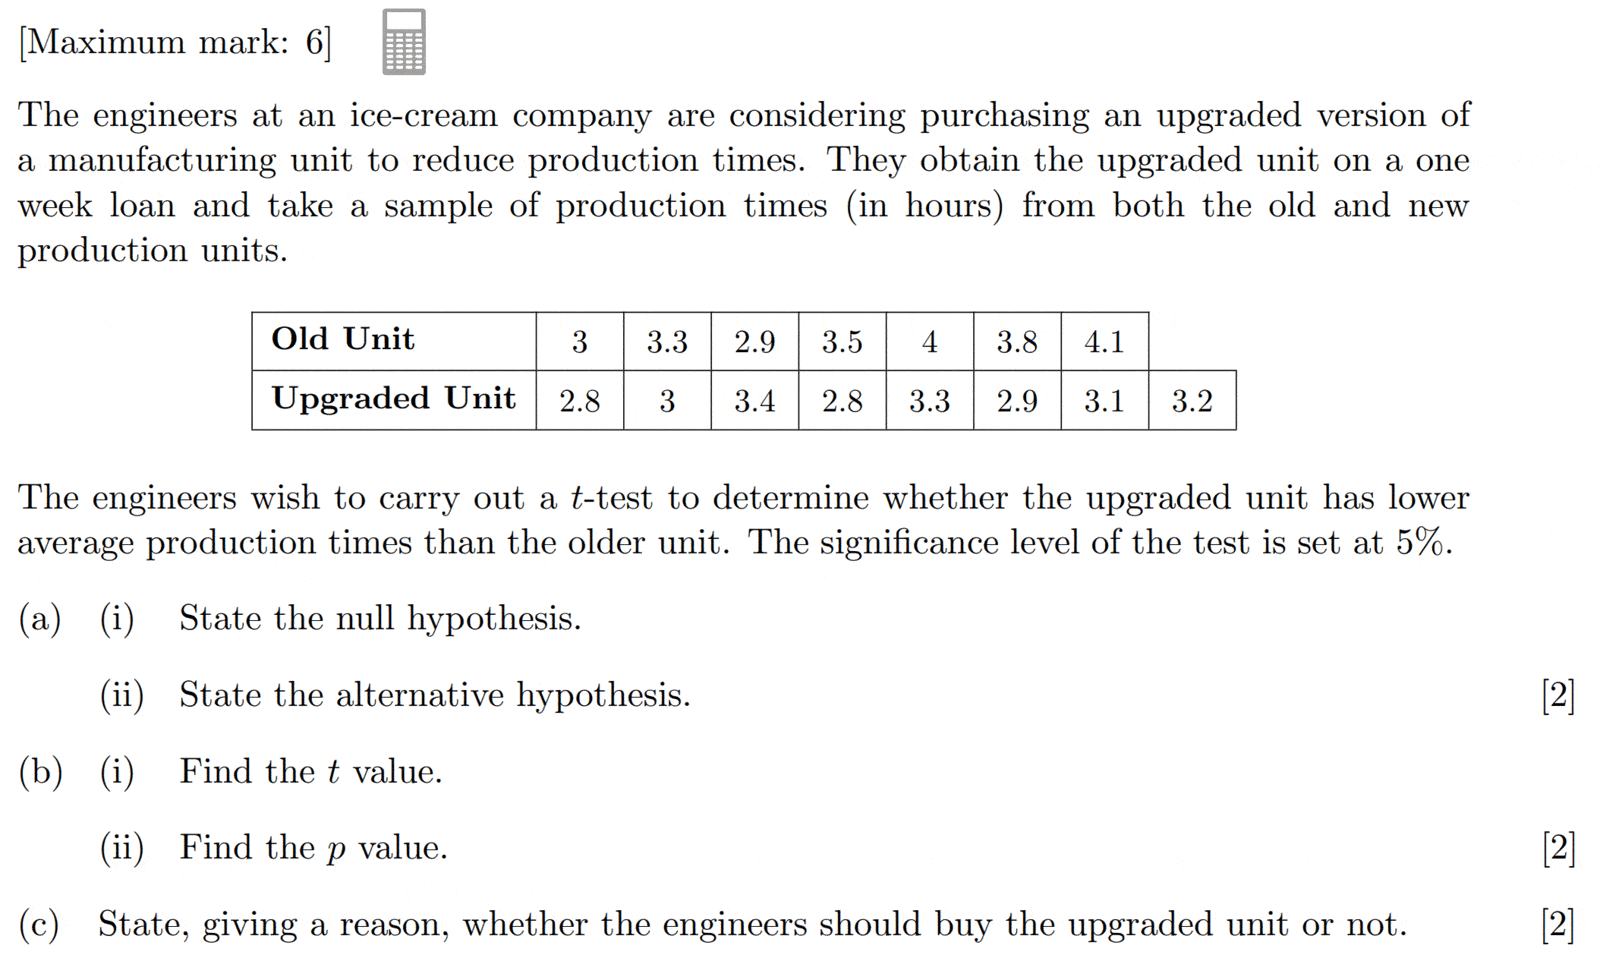 [Maximum mark: 6]
The engineers at an ice-cream company are considering purchasing an upgraded version of
a manufacturing unit to reduce production times. They obtain the upgraded unit on a one
week loan and take a sample of production times (in hours) from both the old and new
production units.
Old Unit 3 3.3 2.9 3.5 4 3.8 4.1
Upgraded Unit 2.8 3 3.4 2.8 3.3 2.9 3.1 3.2
The engineers wish to carry out a t-test to determine whether the upgraded unit has lower
average production times than the older unit. The significance level of the test is set at 5%.
(a) (i) State the null hypothesis.
(ii) State the alternative hypothesis. [2]
(b) (i) Find the t value.
(ii) Find the p value. [2]
(c) State, giving a reason, whether the engineers should buy the upgraded unit or not. [2]